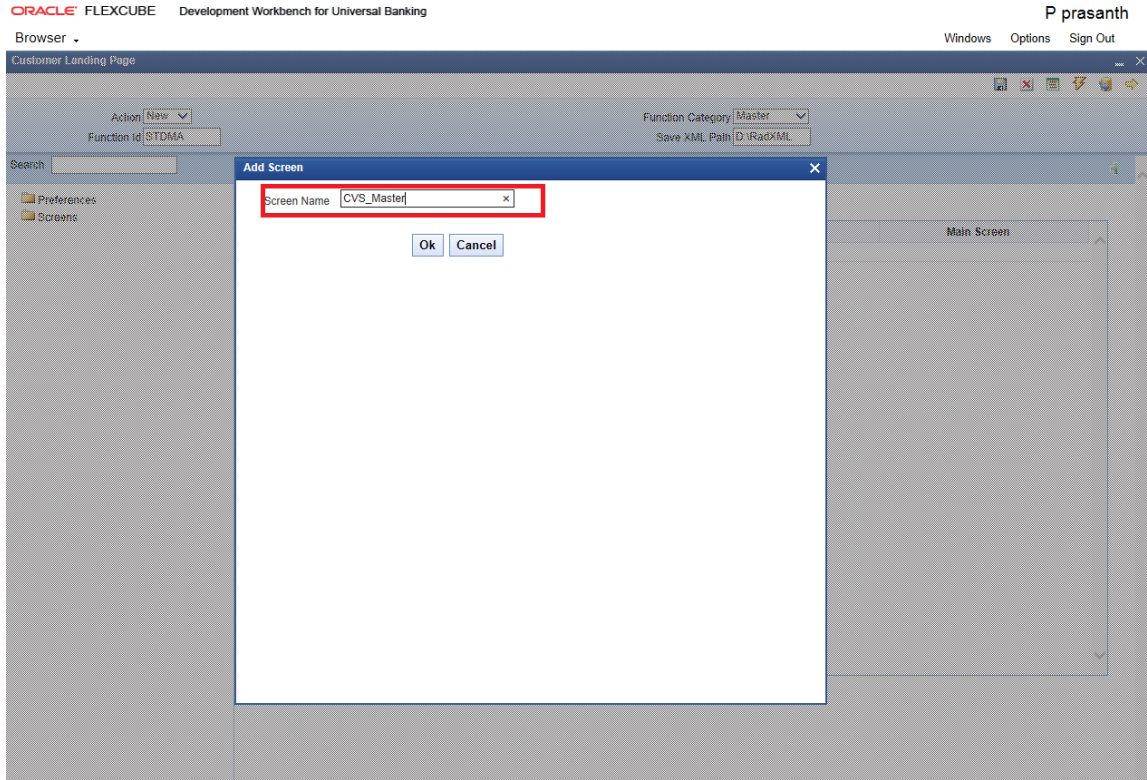 ORACLE FLEXCUBE Development Workbench for Universal Banking P prasanth
Browser Windows Options Sign Out
Customer Landing Page
Action New Function Category Master
Function Id STDMA Save XML Path D:\RadXML
Search
Add Screen
Preferences
Screens
Screen Name CVS_Master
Main Screen
Ok Cancel